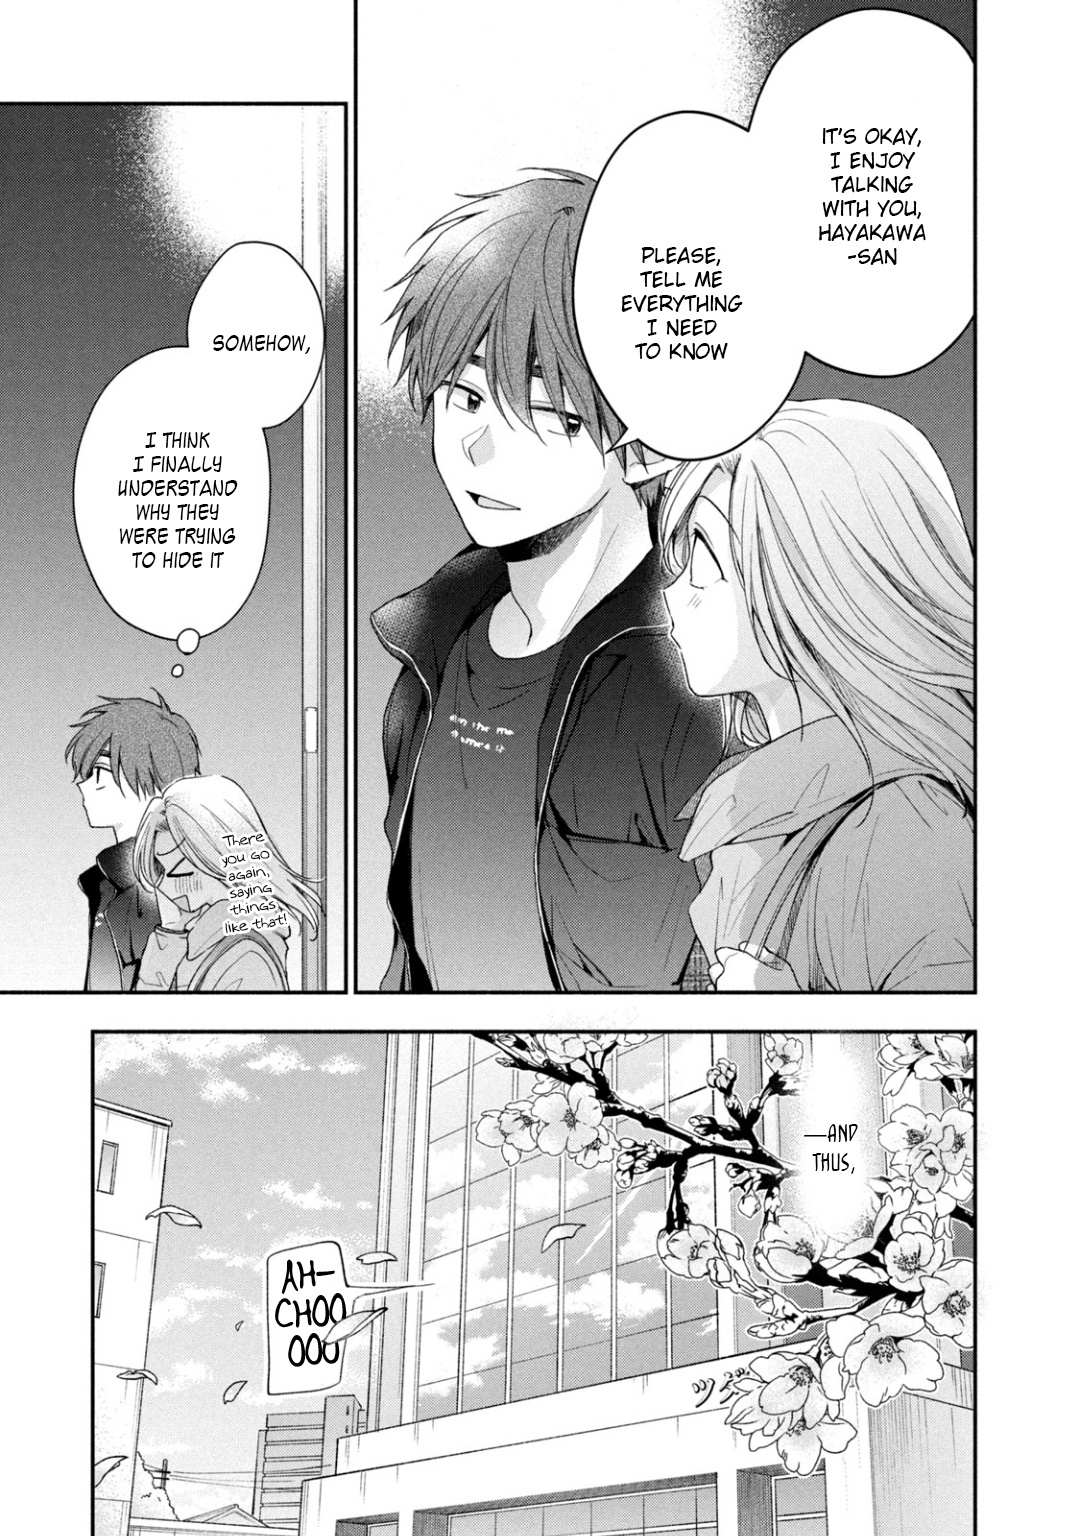 IT'S OKAY,
I ENJOY
TALKING
WITH YOU,
HAYAKAWA
-SAN
PLEASE,
TELL ME
EVERYTHING
I NEED
TO KNOW
SOMEHOW,
I THINK
I FINALLY
UNDERSTAND
WHY THEY
WERE TRYING
TO HIDE IT
There
you go
again,
saying
things
like that!
—AND
THUS,
AH-
CHOO
OOO